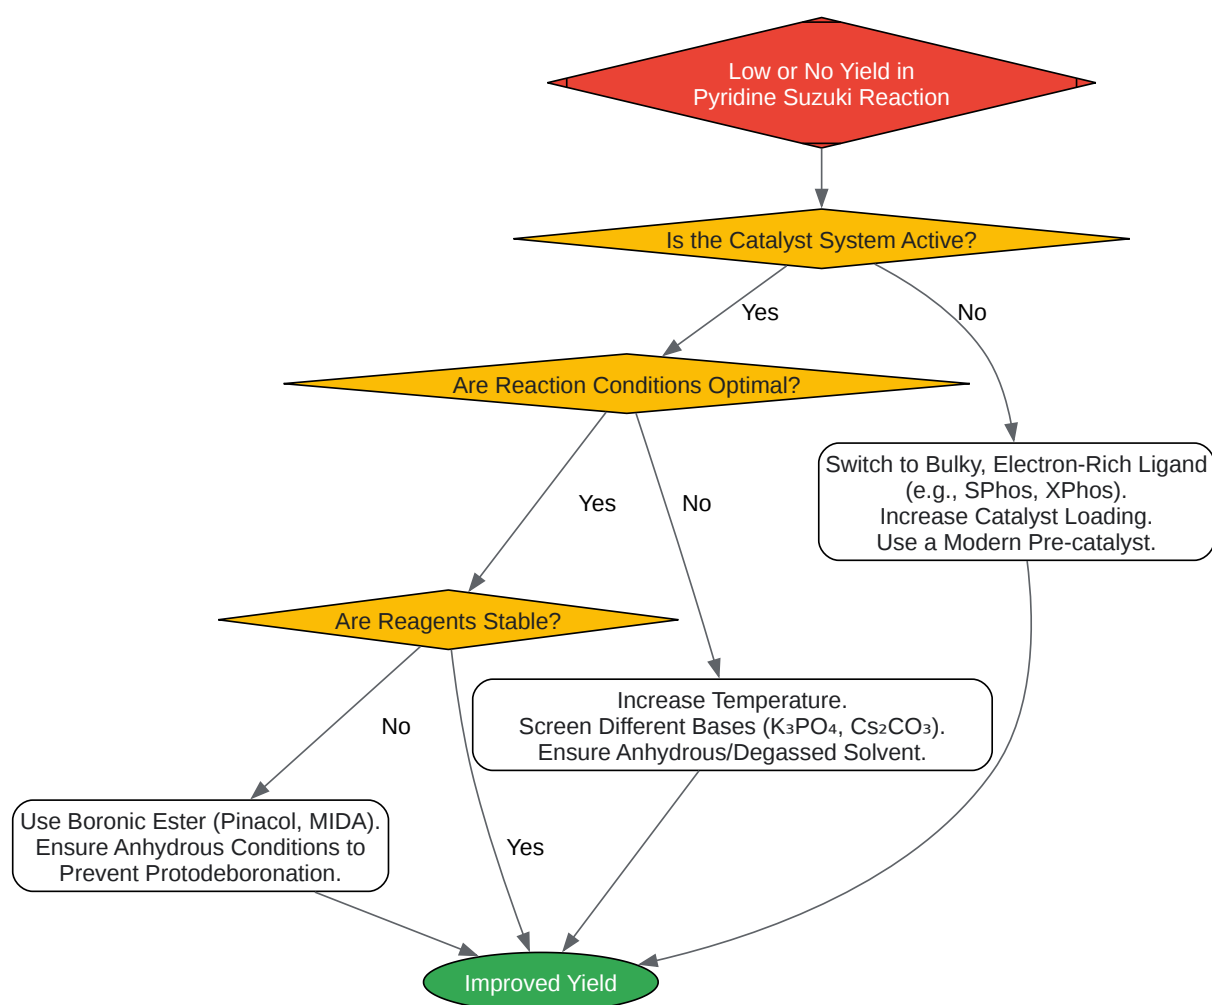 Low or No Yield in
Pyridine Suzuki Reaction
Is the Catalyst System Active?
Yes
No
Are Reaction Conditions Optimal?
Switch to Bulky, Electron-Rich Ligand
(e.g., SPhos, XPhos).
Increase Catalyst Loading.
Use a Modern Pre-catalyst.
Yes
No
Are Reagents Stable?
Increase Temperature.
Screen Different Bases (K₃PO₄, Cs₂CO₃).
Ensure Anhydrous/Degassed Solvent.
No
Use Boronic Ester (Pinacol, MIDA).
Ensure Anhydrous Conditions to
Prevent Protodeboronation.
Yes
Improved Yield